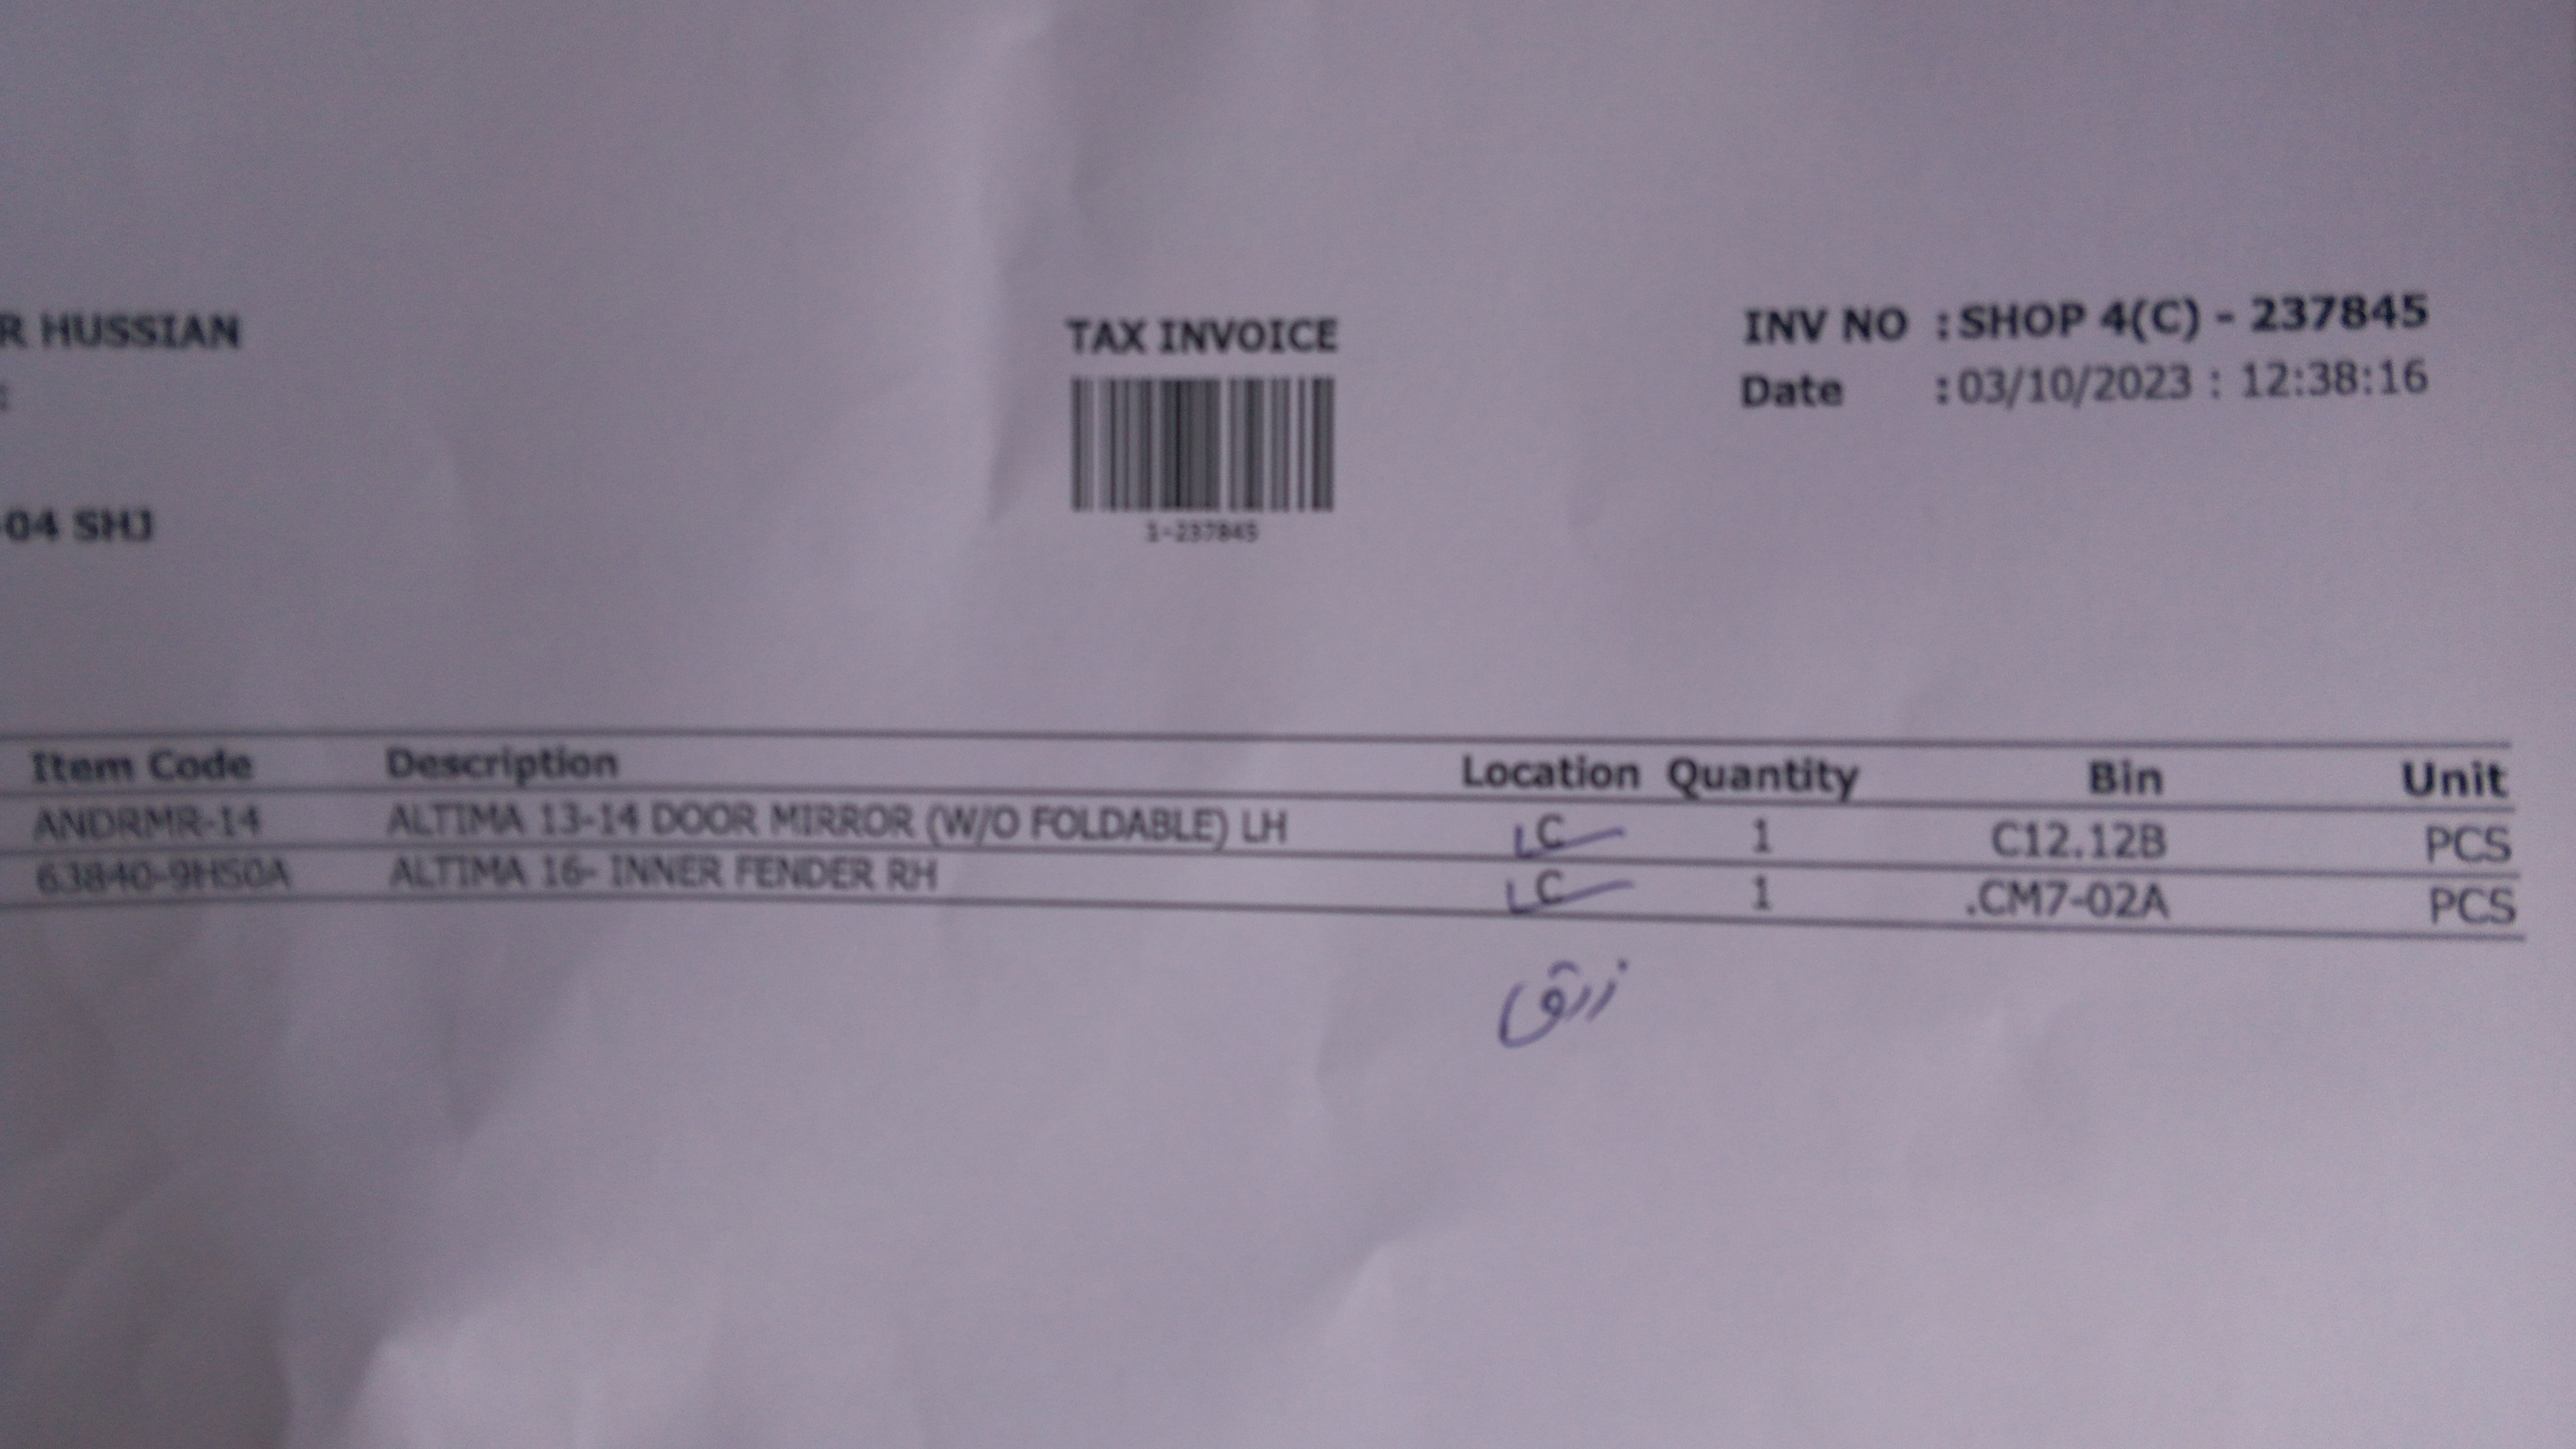 R HUSSIAN
TAX INVOICE
INV NO : SHOP 4(C) - 237845
Date : 03/10/2023 : 12:38:16
:
-04 SHJ
1-237845
Item Code Description Location Quantity Bin Unit
ANDRMR-14 ALTIMA 13-14 DOOR MIRROR (W/O FOLDABLE) LH C 1 C12.12B PCS
63840-9HS0A ALTIMA 16- INNER FENDER RH C 1 .CM7-02A PCS
زرق